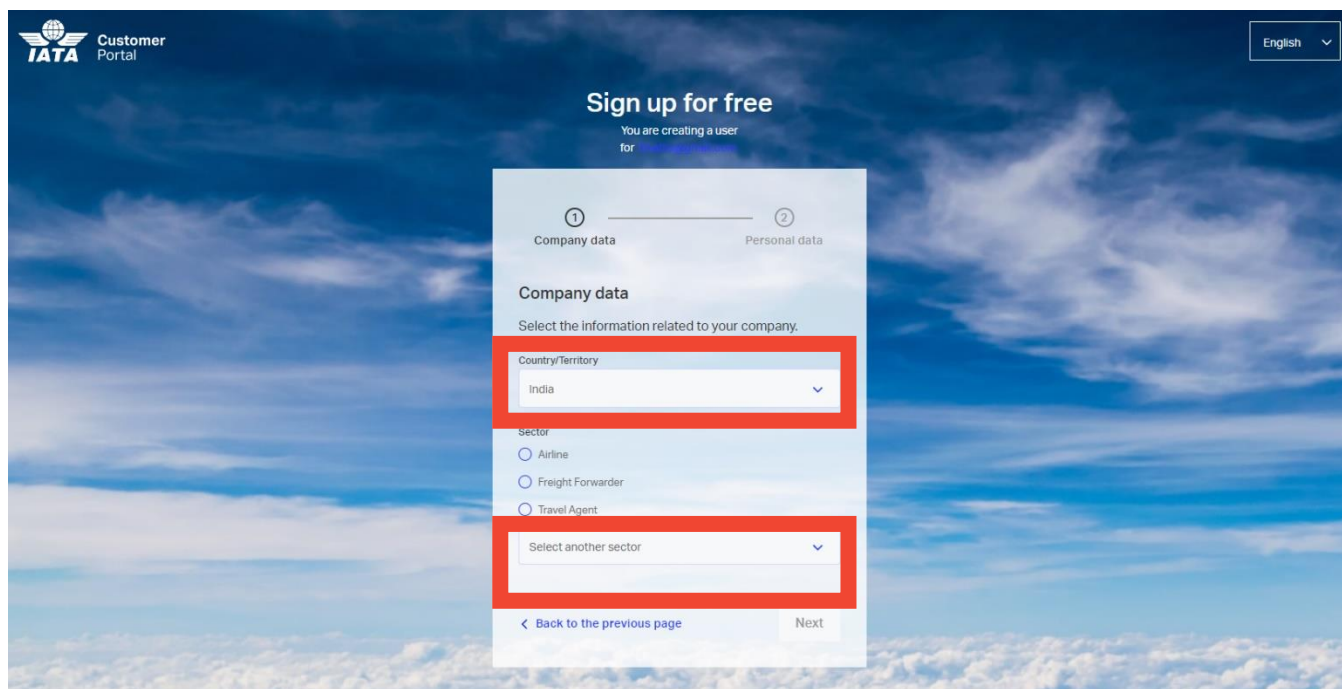 IATA
Customer
Portal
English
Sign up for free
You are creating a user
for
1
2
Company data
Personal data
Company data
Select the information related to your company.
Country/Territory
India
Sector
Airline
Freight Forwarder
Travel Agent
Select another sector
Back to the previous page
Next